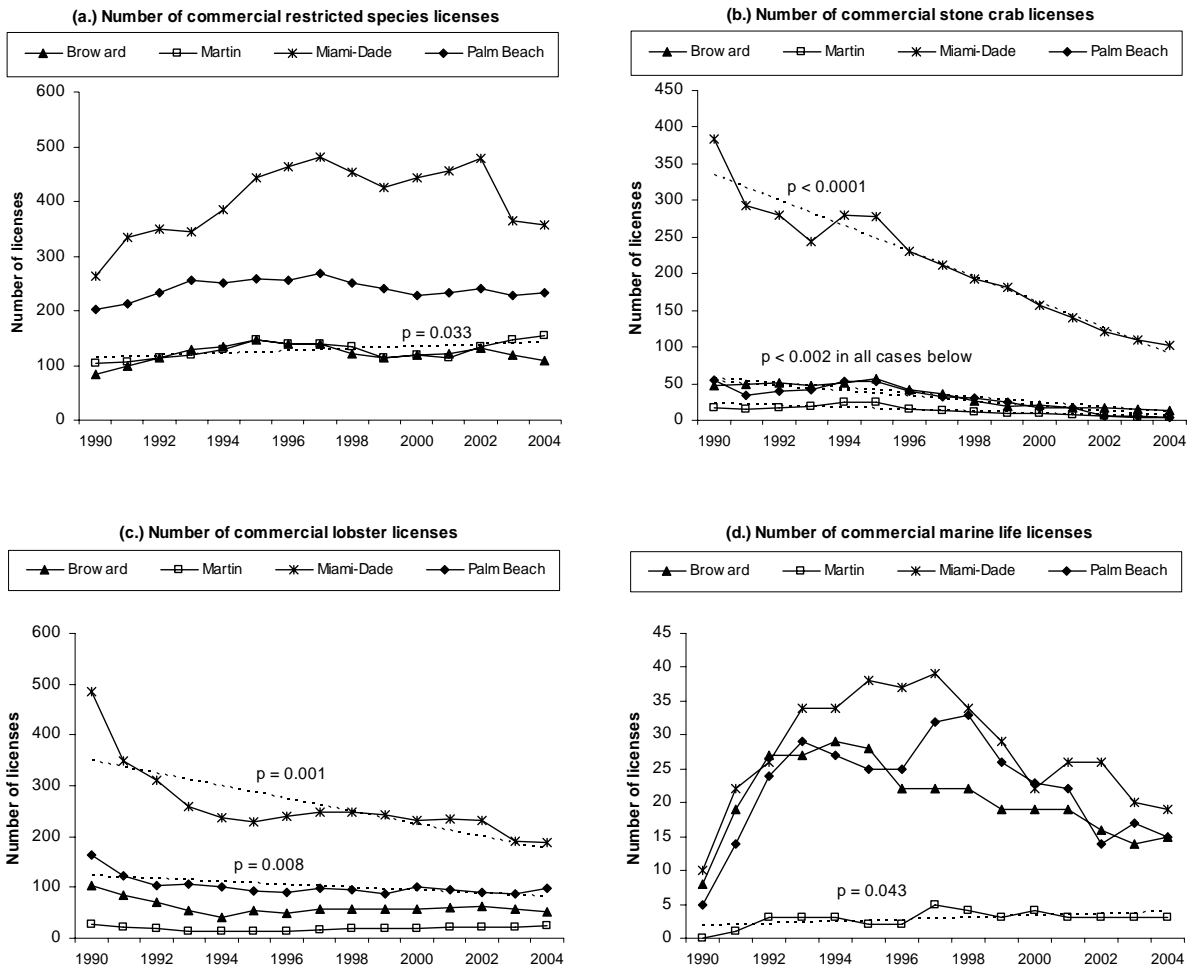 (a.) Number of commercial restricted species licenses
Brow ard Martin Miami-Dade Palm Beach
600
500
400
300
200
100
0
Number of licenses
p = 0.033
1990 1992 1994 1996 1998 2000 2002 2004
(b.) Number of commercial stone crab licenses
Brow ard Martin Miami-Dade Palm Beach
450
400
350
300
250
200
150
100
50
0
Number of licenses
p < 0.0001
p < 0.002 in all cases below
1990 1992 1994 1996 1998 2000 2002 2004
(c.) Number of commercial lobster licenses
Brow ard Martin Miami-Dade Palm Beach
600
500
400
300
200
100
0
Number of licenses
p = 0.001
p = 0.008
1990 1992 1994 1996 1998 2000 2002 2004
(d.) Number of commercial marine life licenses
Brow ard Martin Miami-Dade Palm Beach
45
40
35
30
25
20
15
10
5
0
Number of licenses
p = 0.043
1990 1992 1994 1996 1998 2000 2002 2004